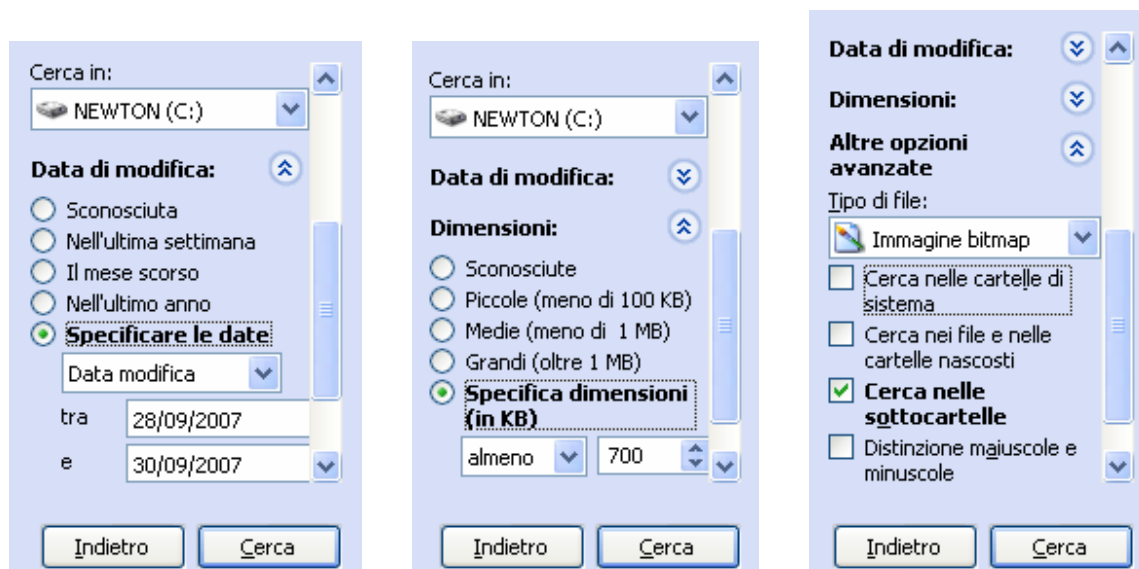 Cerca in:
NEWTON (C:)
Data di modifica:
Sconosciuta
Nell'ultima settimana
Il mese scorso
Nell'ultimo anno
Specificare le date
Data modifica
tra 28/09/2007
e 30/09/2007
Indietro Cerca
Cerca in:
NEWTON (C:)
Data di modifica:
Dimensioni:
Sconosciute
Piccole (meno di 100 KB)
Medie (meno di 1 MB)
Grandi (oltre 1 MB)
Specifica dimensioni
(in KB)
almeno 700
Indietro Cerca
Data di modifica:
Dimensioni:
Altre opzioni
avanzate
Tipo di file:
Immagine bitmap
Cerca nelle cartelle di
sistema
Cerca nei file e nelle
cartelle nascosti
Cerca nelle
sottocartelle
Distinzione maiuscole e
minuscole
Indietro Cerca